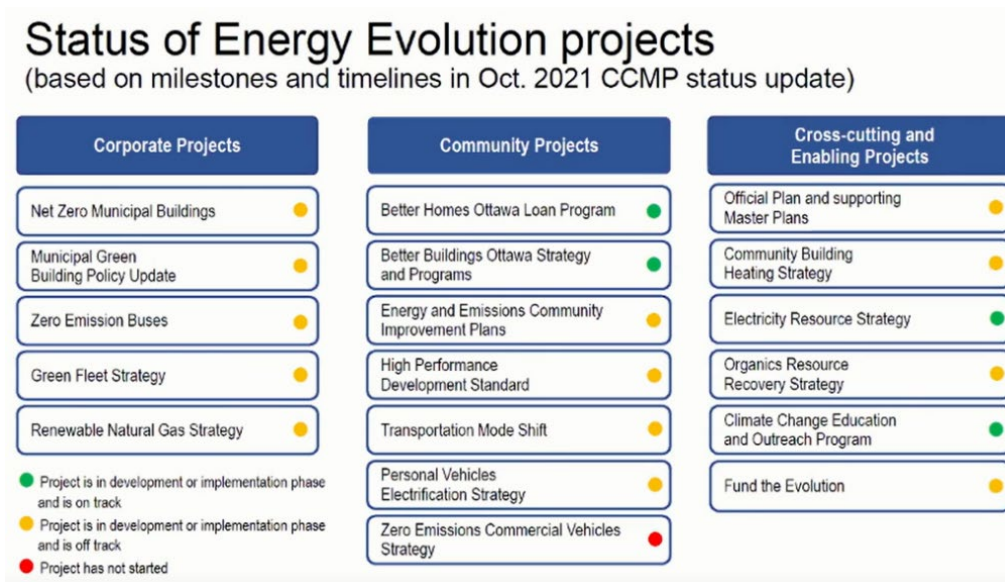 Status of Energy Evolution projects
(based on milestones and timelines in Oct. 2021 CCMP status update)
Corporate Projects
Net Zero Municipal Buildings
Municipal Green
Building Policy Update
Zero Emission Buses
Green Fleet Strategy
Renewable Natural Gas Strategy
Project is in development or implementation phase
and is on track
Project is in development or implementation phase
and is off track
Project has not started
Community Projects
Better Homes Ottawa Loan Program
Better Buildings Ottawa Strategy
and Programs
Energy and Emissions Community
Improvement Plans
High Performance
Development Standard
Transportation Mode Shift
Personal Vehicles
Electrification Strategy
Zero Emissions Commercial Vehicles
Strategy
Cross-cutting and
Enabling Projects
Official Plan and supporting
Master Plans
Community Building
Heating Strategy
Electricity Resource Strategy
Organics Resource
Recovery Strategy
Climate Change Education
and Outreach Program
Fund the Evolution